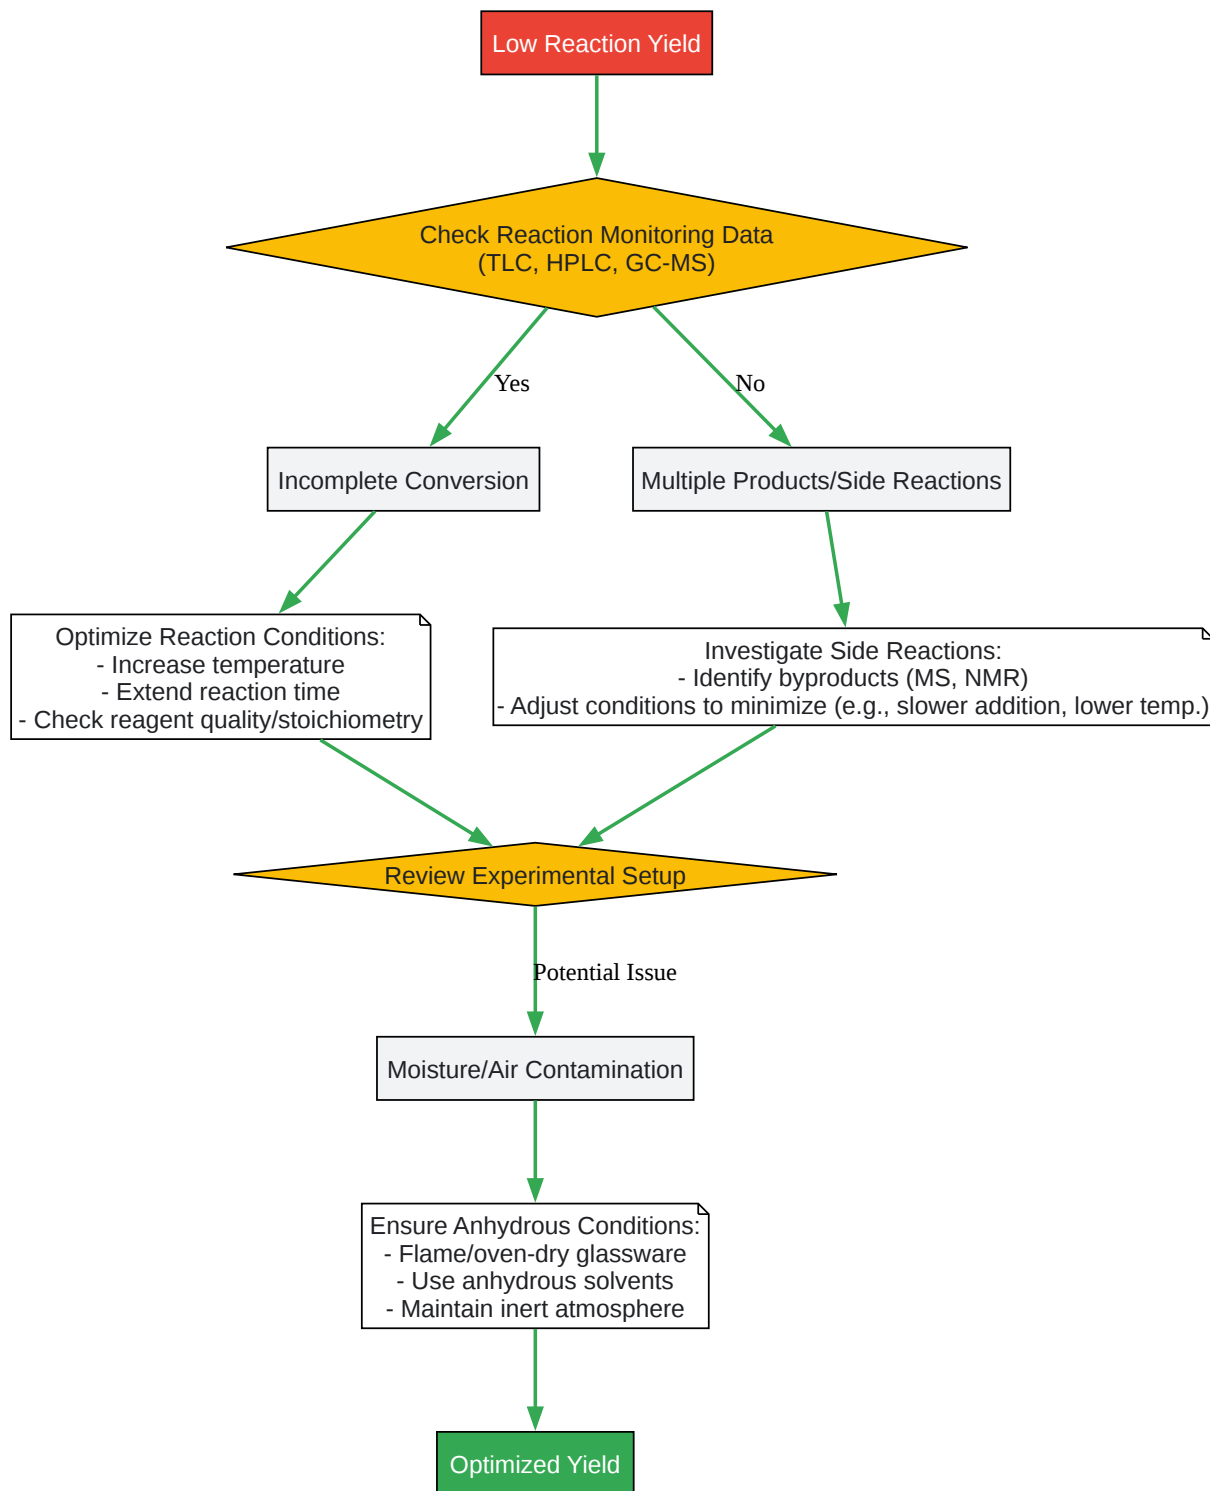 Low Reaction Yield
Check Reaction Monitoring Data
(TLC, HPLC, GC-MS)
Yes
No
Incomplete Conversion
Multiple Products/Side Reactions
Optimize Reaction Conditions:
- Increase temperature
- Extend reaction time
- Check reagent quality/stoichiometry
Investigate Side Reactions:
- Identify byproducts (MS, NMR)
- Adjust conditions to minimize (e.g., slower addition, lower temp.)
Review Experimental Setup
Potential Issue
Moisture/Air Contamination
Ensure Anhydrous Conditions:
- Flame/oven-dry glassware
- Use anhydrous solvents
- Maintain inert atmosphere
Optimized Yield